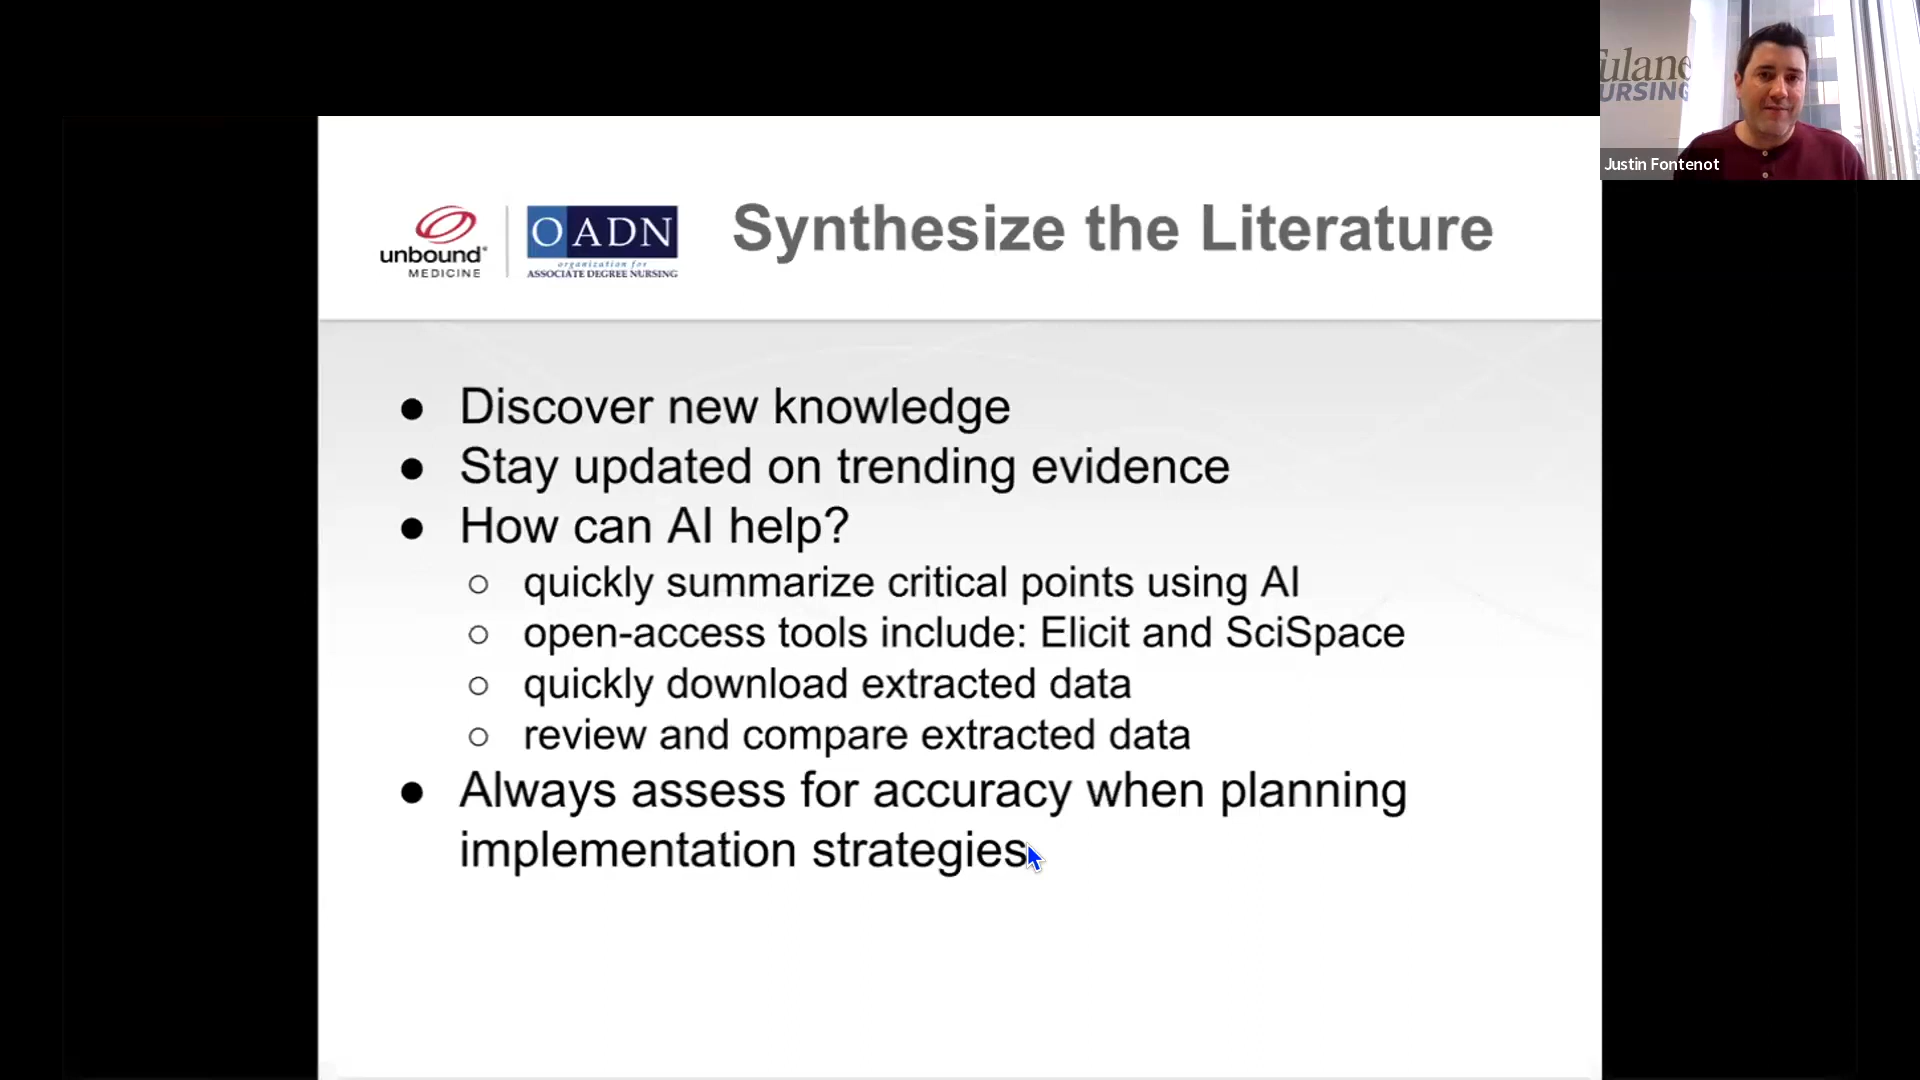 ulane
URSING
Justin Fontenot
unbound
MEDICINE
OADN
organization for
ASSOCIATE DEGREE NURSING
Synthesize the Literature
● Discover new knowledge
● Stay updated on trending evidence
● How can AI help?
○ quickly summarize critical points using AI
○ open-access tools include: Elicit and SciSpace
○ quickly download extracted data
○ review and compare extracted data
● Always assess for accuracy when planning
implementation strategies